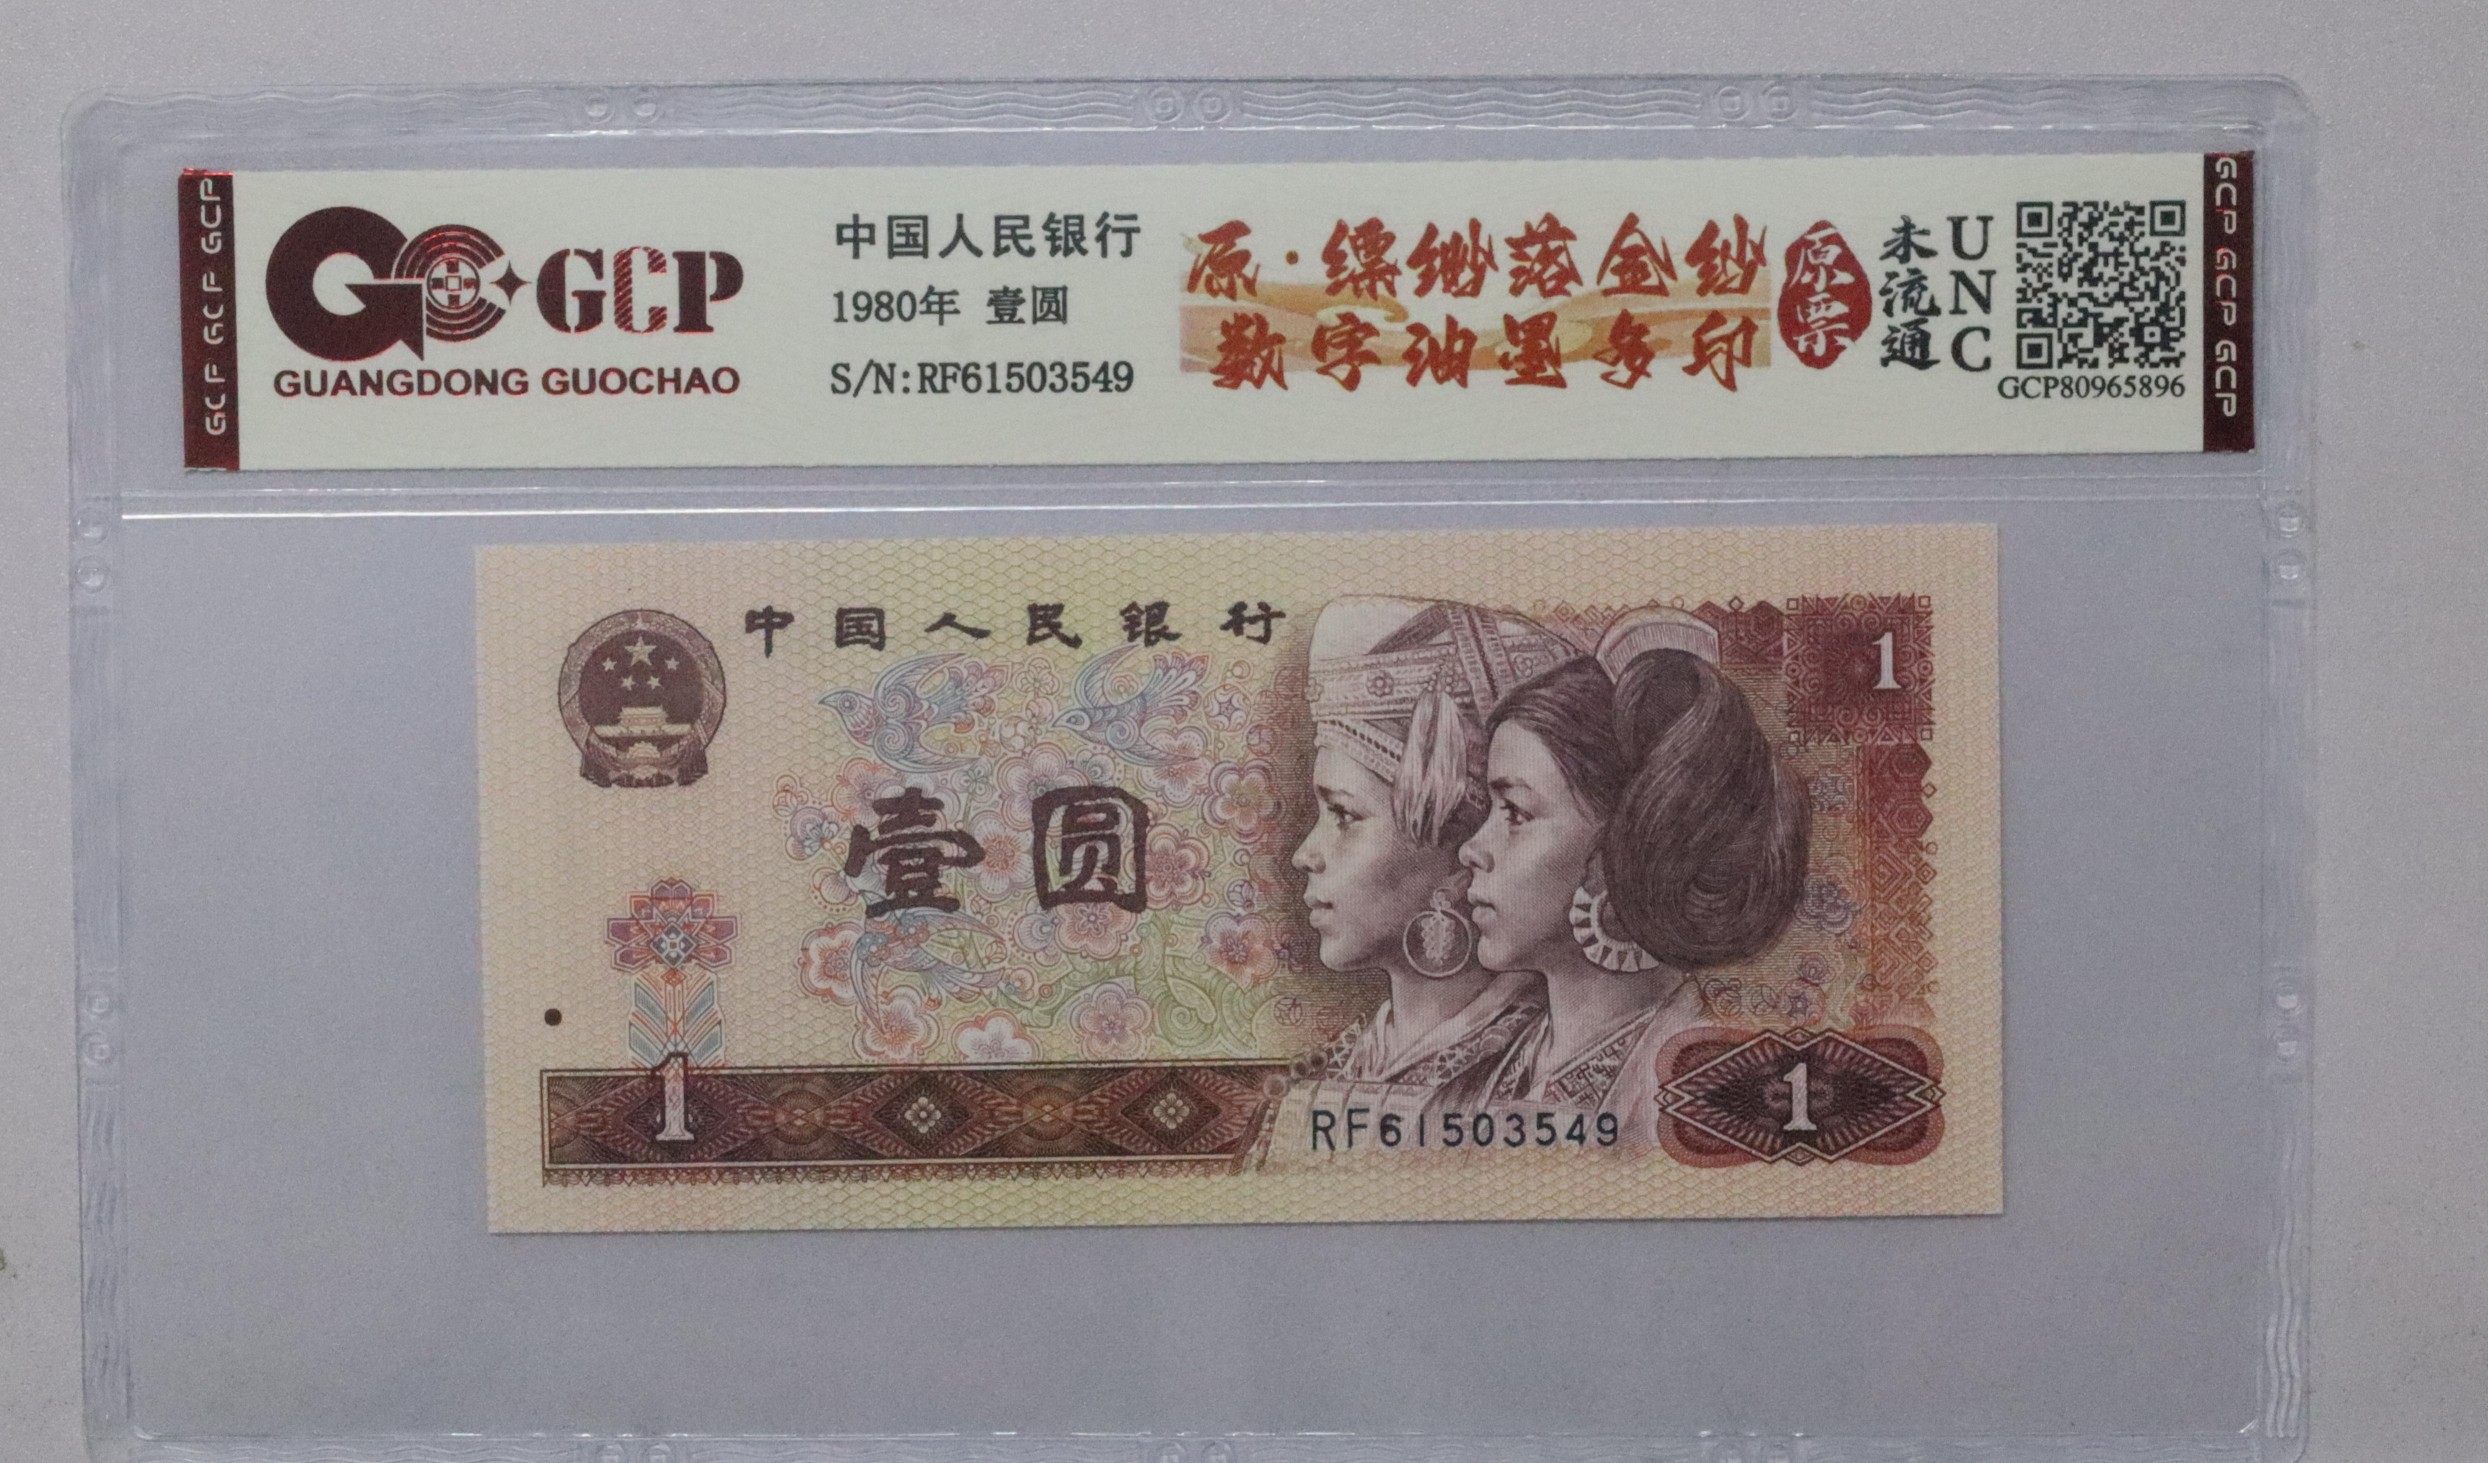 GCP GCP GCP
GCP
GUANGDONG GUOCHAO
中国人民银行
1980年 壹圆
S/N:RF61503549
原·缥缈落金纱
数字油墨多印
原票
未流通
UNC
GCP80965896
GCP GCP GCP
中国人民银行
1
壹圆
1
RF61503549
1